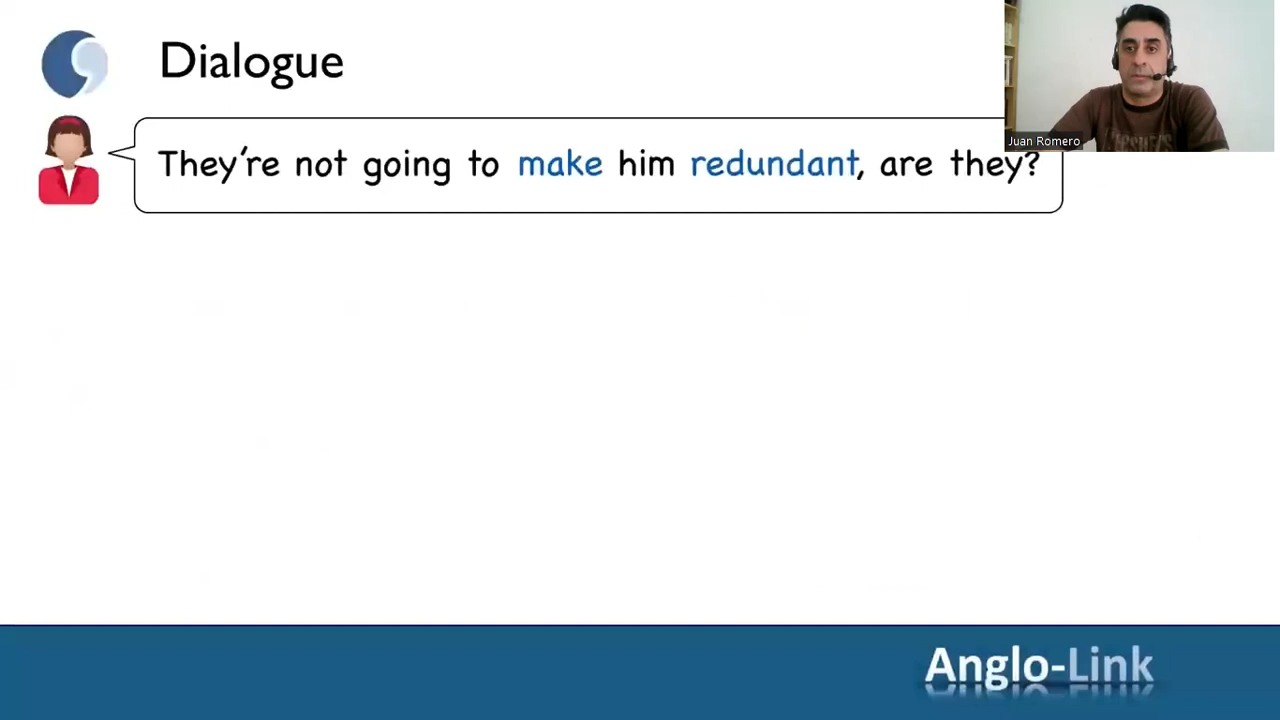 Dialogue
They're not going to make him redundant, are they?
Juan Romero
Anglo-Link